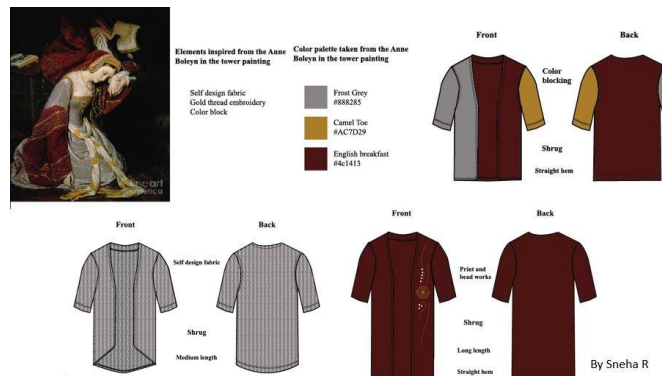 Elements inspired from the Anne
Boleyn in the tower painting
Self design fabric
Gold thread embroidery
Color block
Color palette taken from the Anne
Boleyn in the tower painting
Frost Grey
#888285
Camel Toe
#AC7D29
English breakfast
#4c1413
Front
Back
Color
blocking
Shrug
Straight hem
Front
Back
Self design fabric
Shrug
Medium length
Front
Back
Print and
bead works
Shrug
Long length
Straight hem
By Sneha R